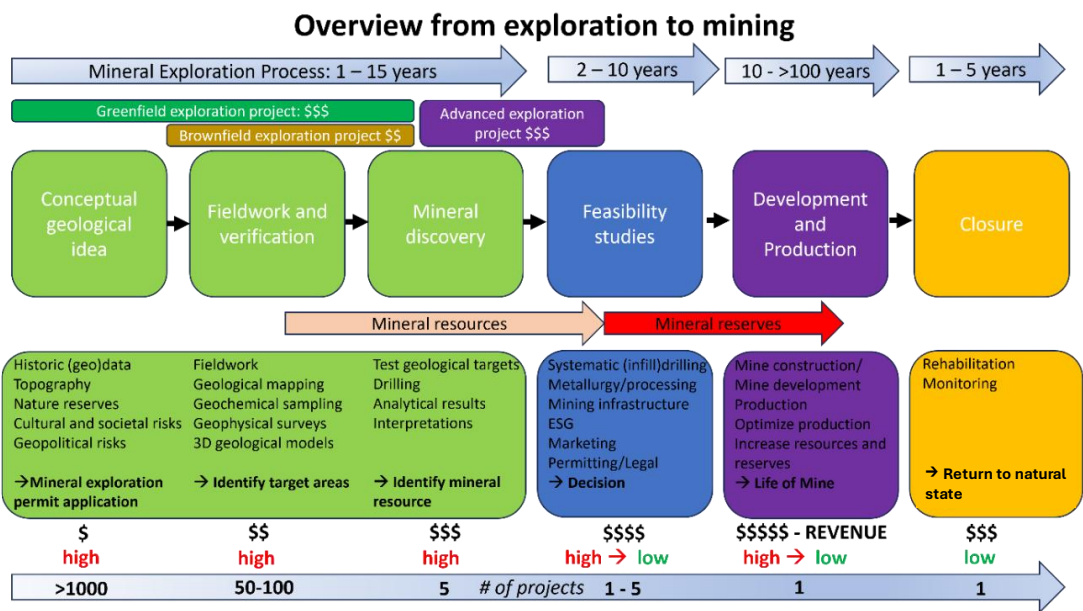 Overview from exploration to mining
Mineral Exploration Process: 1 – 15 years
2 – 10 years
10 - >100 years
1 – 5 years
Greenfield exploration project: $$$
Brownfield exploration project $$
Advanced exploration
project $$$
Conceptual
geological
idea
Fieldwork and
verification
Mineral
discovery
Feasibility
studies
Development
and
Production
Closure
Mineral resources
Mineral reserves
Historic (geo)data
Topography
Nature reserves
Cultural and societal risks
Geopolitical risks
→Mineral exploration
permit application
Fieldwork
Geological mapping
Geochemical sampling
Geophysical surveys
3D geological models
→ Identify target areas
Test geological targets
Drilling
Analytical results
Interpretations
→ Identify mineral
resource
Systematic (infill)drilling
Metallurgy/processing
Mining infrastructure
ESG
Marketing
Permitting/Legal
→ Decision
Mine construction/
Mine development
Production
Optimize production
Increase resources and
reserves
→ Life of Mine
Rehabilitation
Monitoring
→ Return to natural
state
$
$$
$$$
$$$$
$$$$$ - REVENUE
$$$
high
high
high
high → low
high → low
low
>1000
50-100
5
# of projects
1 - 5
1
1